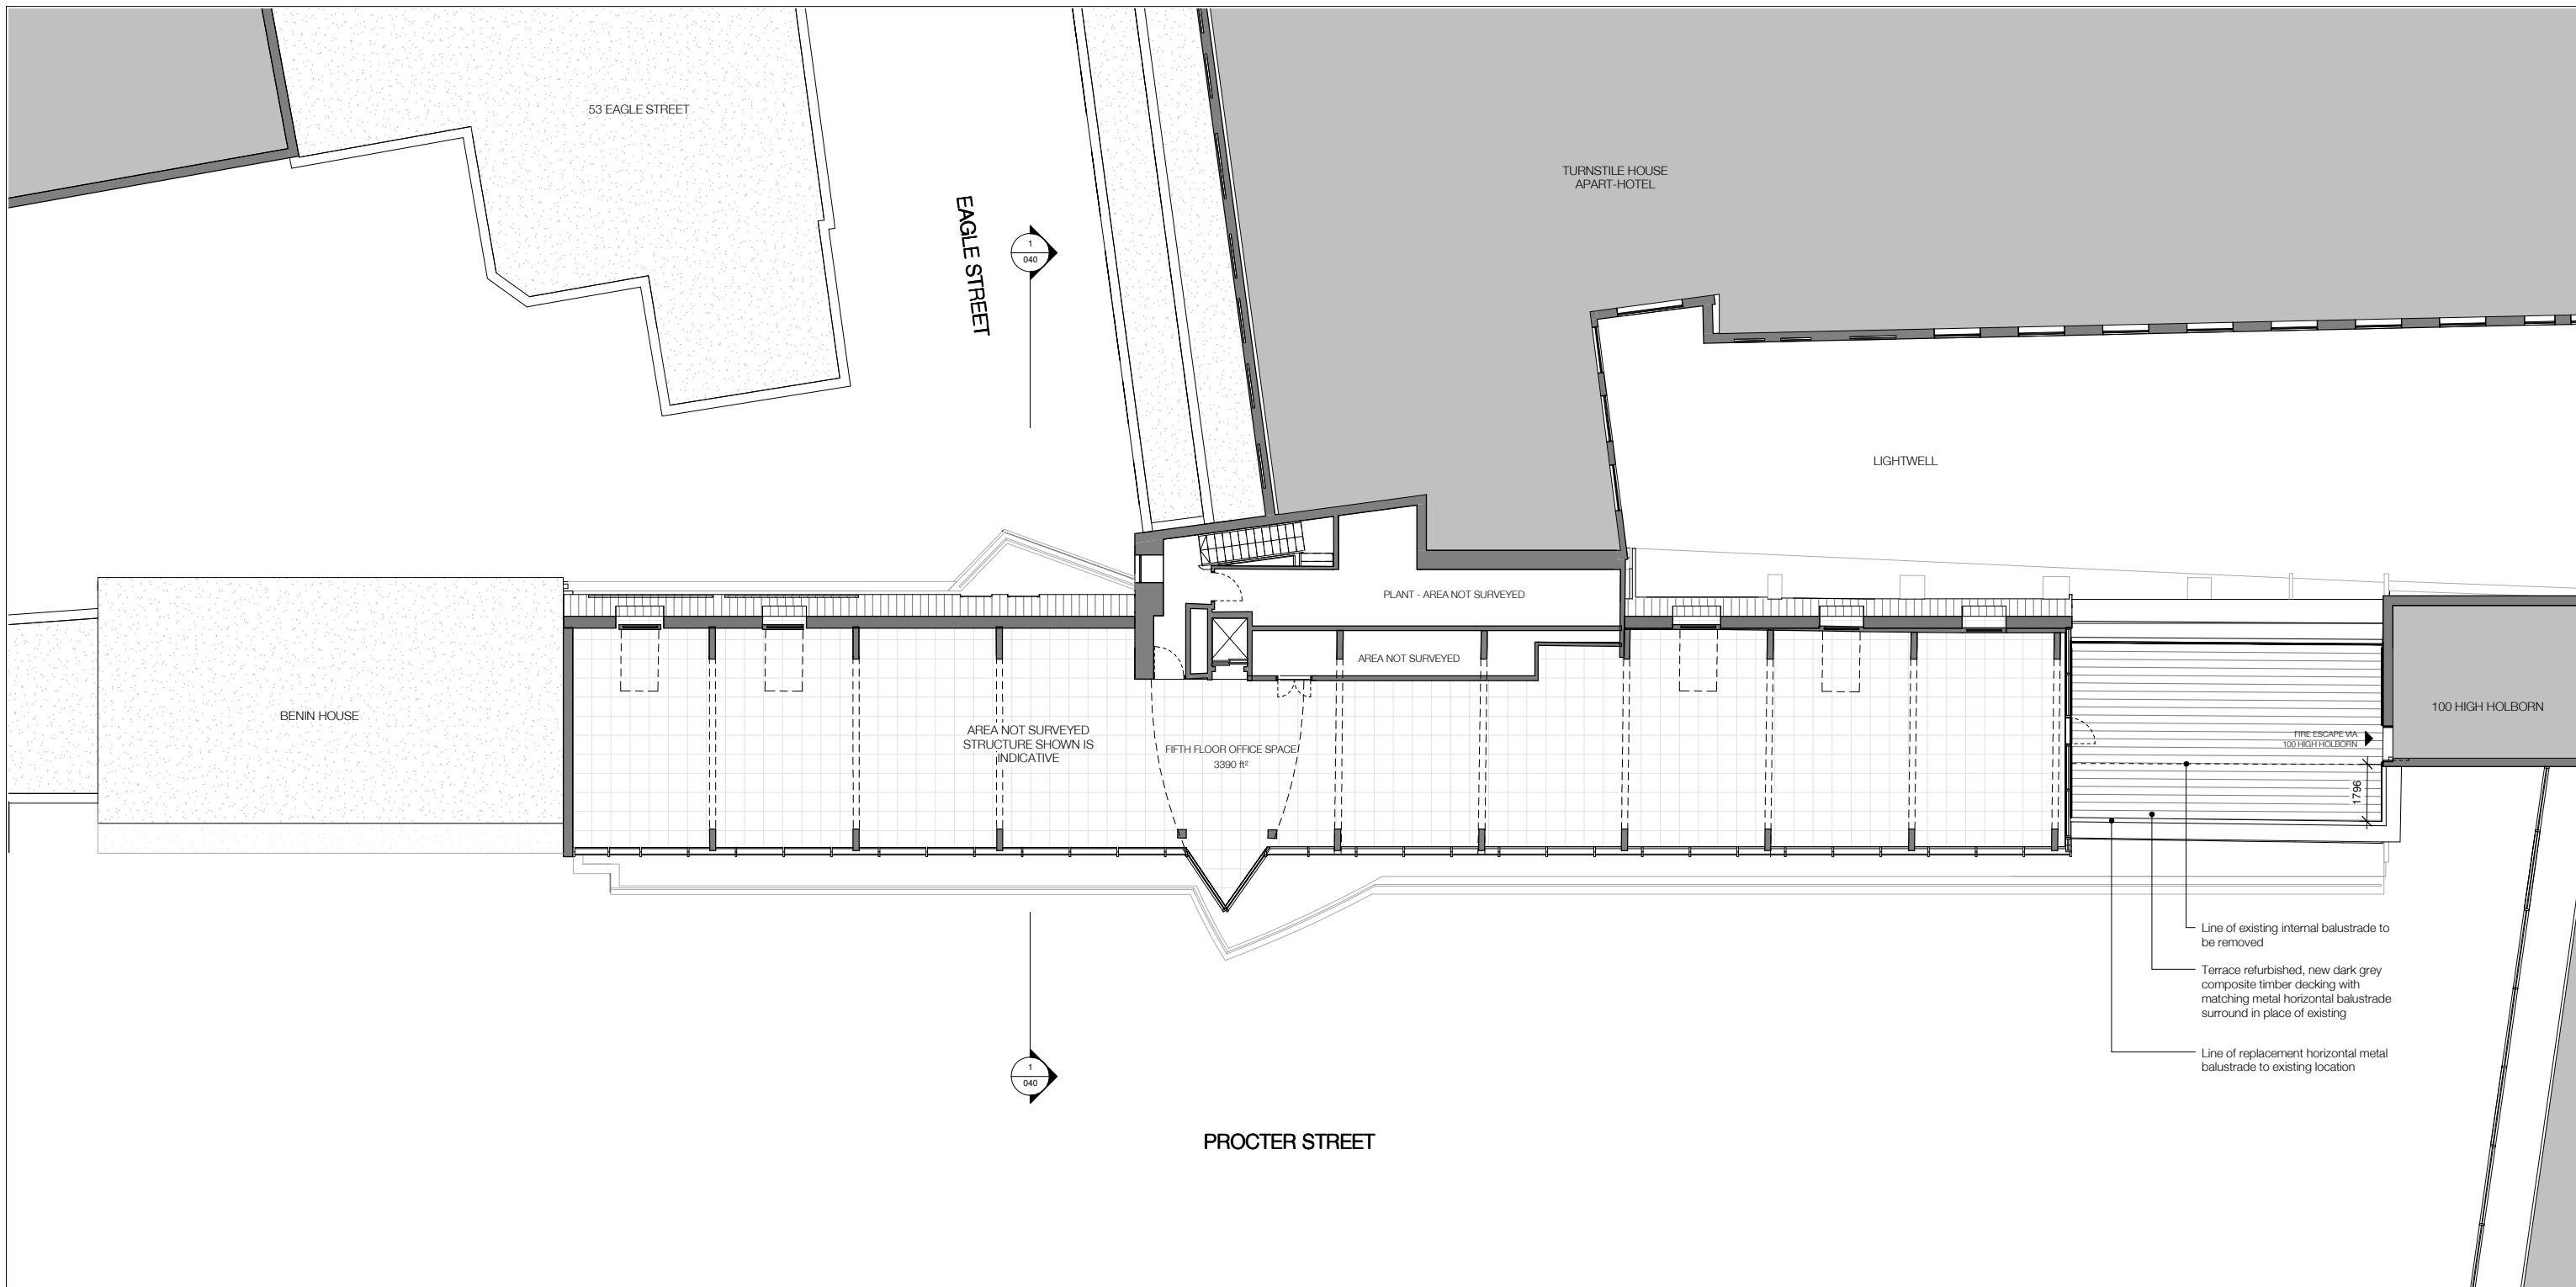 53 EAGLE STREET
TURNSTILE HOUSE
APART-HOTEL
EAGLE STREET
1
040
LIGHTWELL
PLANT - AREA NOT SURVEYED
AREA NOT SURVEYED
BENIN HOUSE
AREA NOT SURVEYED
STRUCTURE SHOWN IS
INDICATIVE
FIFTH FLOOR OFFICE SPACE
3390 ft²
100 HIGH HOLBORN
FIRE ESCAPE VIA
100 HIGH HOLBORN
1796
Line of existing internal balustrade to
be removed
Terrace refurbished, new dark grey
composite timber decking with
matching metal horizontal balustrade
surround in place of existing
Line of replacement horizontal metal
balustrade to existing location
1
040
PROCTER STREET